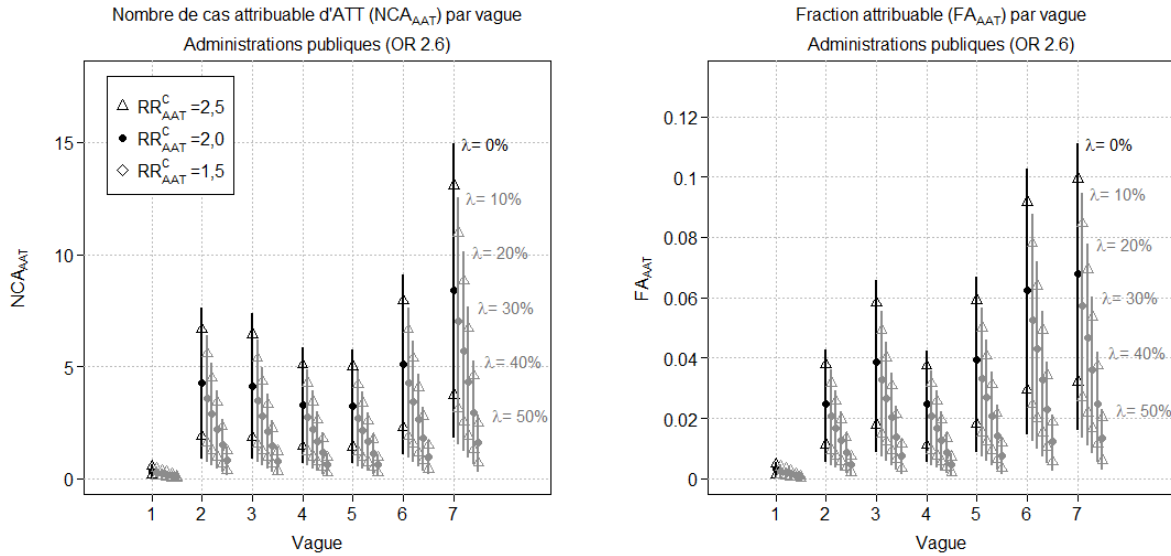 Nombre de cas attribuable d'ATT (NCA_AAT) par vague
Administrations publiques (OR 2.6)
△ RR^C_AAT =2,5
● RR^C_AAT =2,0
◇ RR^C_AAT =1,5
λ= 0%
λ= 10%
λ= 20%
λ= 30%
λ= 40%
λ= 50%
15
10
5
0
NCA_AAT
1 2 3 4 5 6 7
Vague
Fraction attribuable (FA_AAT) par vague
Administrations publiques (OR 2.6)
λ= 0%
λ= 10%
λ= 20%
λ= 30%
λ= 40%
λ= 50%
0.12
0.1
0.08
0.06
0.04
0.02
0
FA_AAT
1 2 3 4 5 6 7
Vague